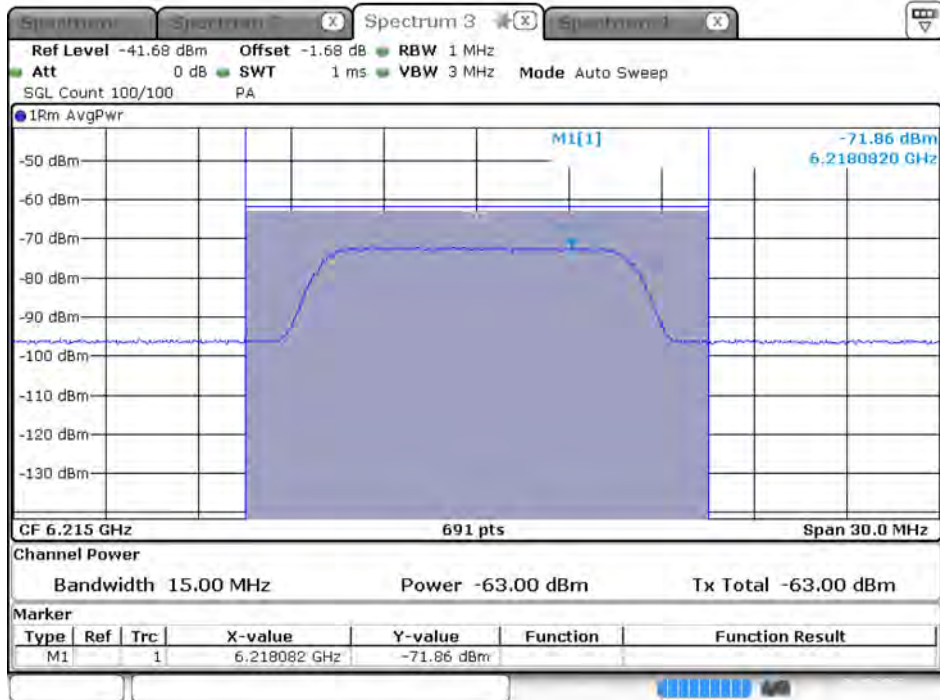 Spectrum 3
Ref Level -41.68 dBm Offset -1.68 dB RBW 1 MHz
Att 0 dB SWT 1 ms VBW 3 MHz Mode Auto Sweep
SGL Count 100/100 PA
1Rm AvgPwr
M1[1] -71.86 dBm
6.2180820 GHz
-50 dBm
-60 dBm
-70 dBm
-80 dBm
-90 dBm
-100 dBm
-110 dBm
-120 dBm
-130 dBm
CF 6.215 GHz 691 pts Span 30.0 MHz
Channel Power
Bandwidth 15.00 MHz Power -63.00 dBm Tx Total -63.00 dBm
Marker
Type Ref Trc X-value Y-value Function Function Result
M1 1 6.218082 GHz -71.86 dBm